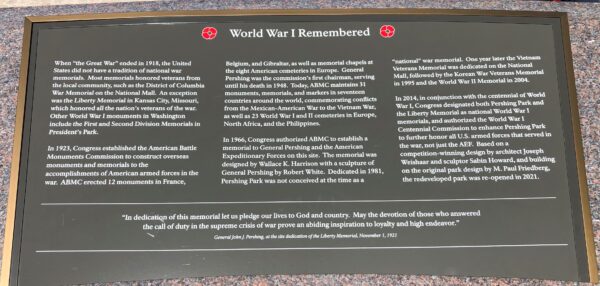 World War I Remembered
When "the Great War" ended in 1918, the United
States did not have a tradition of national war
memorials. Most memorials honored veterans from
the local community, such as the District of Columbia
War Memorial on the National Mall. An exception
was the Liberty Memorial in Kansas City, Missouri,
which honored all the nation's veterans of the war.
Other World War I monuments in Washington
include the First and Second Division Memorials in
President's Park.
In 1923, Congress established the American Battle
Monuments Commission to construct overseas
monuments and memorials to the
accomplishments of American armed forces in the
war. ABMC erected 12 monuments in France,
Belgium, and Gibraltar, as well as memorial chapels at
the eight American cemeteries in Europe. General
Pershing was the commission's first chairman, serving
until his death in 1948. Today, ABMC maintains 31
monuments, memorials, and markers in seventeen
countries around the world, commemorating conflicts
from the Mexican-American War to the Vietnam War,
as well as 23 World War I and II cemeteries in Europe,
North Africa, and the Philippines.
In 1966, Congress authorized ABMC to establish a
memorial to General Pershing and the American
Expeditionary Forces on this site. The memorial was
designed by Wallace K. Harrison with a sculpture of
General Pershing by Robert White. Dedicated in 1981,
Pershing Park was not conceived at the time as a
"national" war memorial. One year later the Vietnam
Veterans Memorial was dedicated on the National
Mall, followed by the Korean War Veterans Memorial
in 1995 and the World War II Memorial in 2004.
In 2014, in conjunction with the centennial of World
War I, Congress designated both Pershing Park and
the Liberty Memorial as national World War I
memorials, and authorized the World War I
Centennial Commission to enhance Pershing Park
to further honor all U.S. armed forces that served in
the war, not just the AEF. Based on a
competition-winning design by architect Joseph
Weishaar and sculptor Sabin Howard, and building
on the original park design by M. Paul Friedberg,
the redeveloped park was re-opened in 2021.
"In dedication of this memorial let us pledge our lives to God and country. May the devotion of those who answered
the call of duty in the supreme crisis of war prove an abiding inspiration to loyalty and high endeavor."
General John J. Pershing, at the site dedication of the Liberty Memorial, November 1, 1921